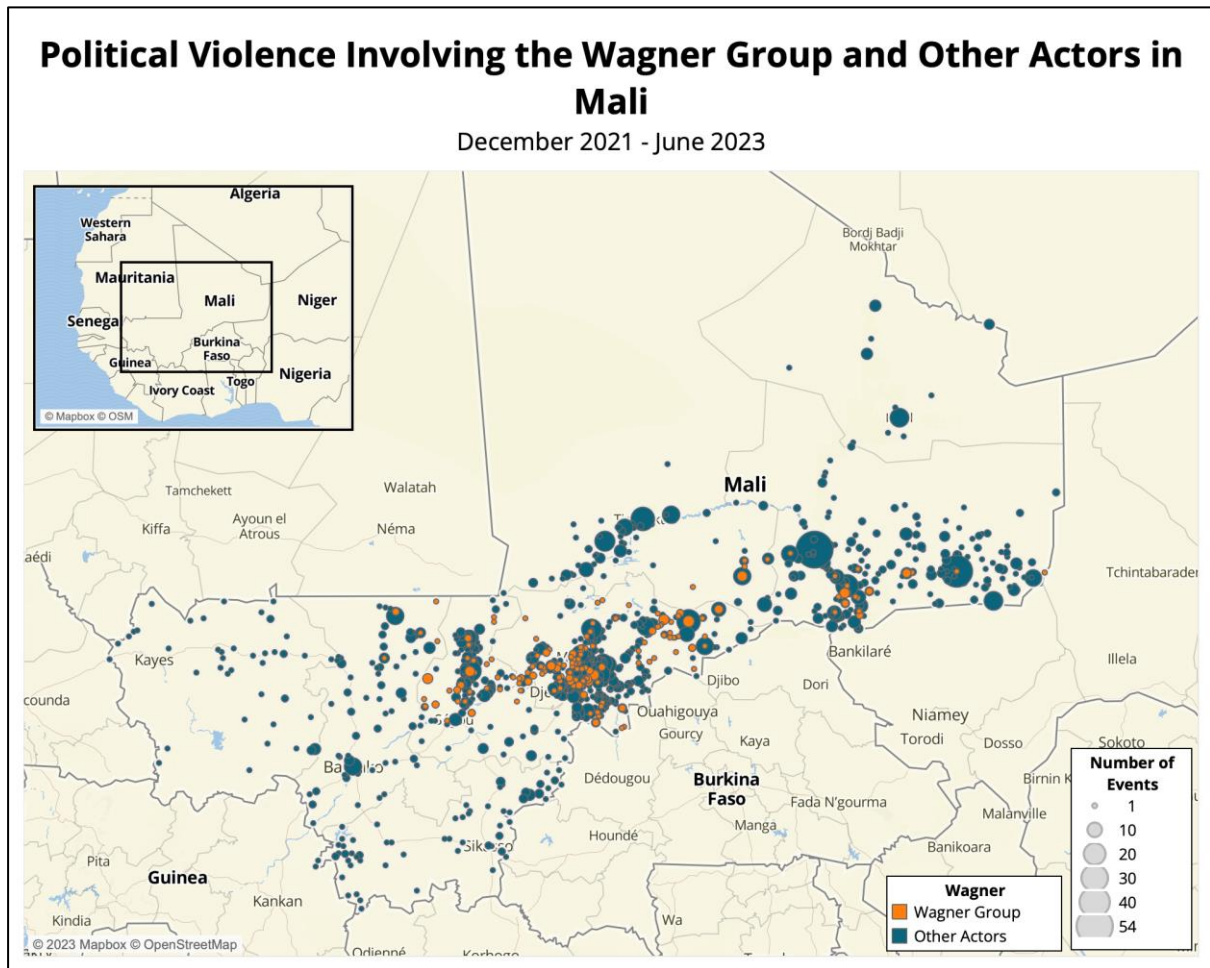 Political Violence Involving the Wagner Group and Other Actors in
Mali
December 2021 - June 2023
Algeria
Western
Sahara
Mauritania
Mali
Niger
Senega
Burkina
Faso
Guinea
Nigeria
Togo
Ivory Coast
© Mapbox © OSM
Bordj Badji
Mokhtar
Tamchekett
Walatah
Mali
Kiffa
Ayoun el
Atrous
Néma
aédi
Tchintabarader
Kayes
Bankilaré
Illela
Djibo
Dori
counda
Ouahigouya
Niamey
Gourcy
Torodi
Kaya
Dosso
Sokoto
Dédougou
Burkina
Faso
Birnin K
Fada N'gourma
Malanville
Manga
Houndé
Banikoara
Pita
Guinea
Kankan
Kindia
Wa
Odienné
Korhogo
Number of
Events
1
10
20
30
40
54
Wagner
Wagner Group
Other Actors
© 2023 Mapbox © OpenStreetMap